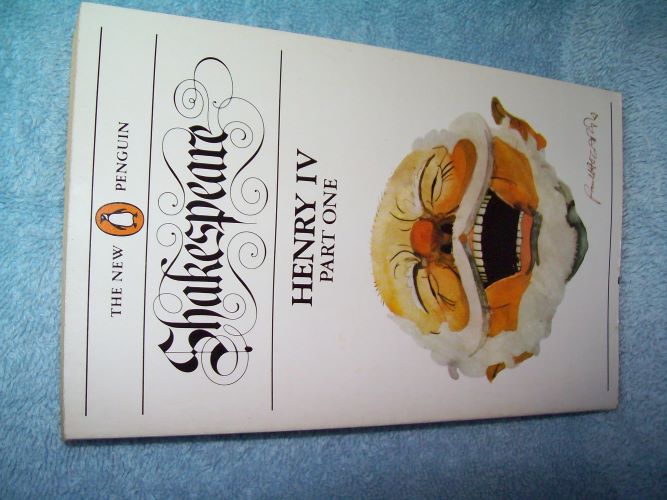 THE NEW PENGUIN
Shakespeare
HENRY IV
PART ONE